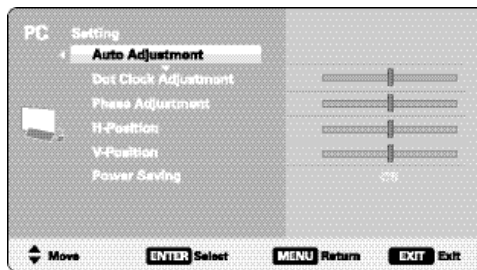 PC Setting
Auto Adjustment
Dot Clock Adjustment
Phase Adjustment
H-Position
V-Position
Power Saving
Move ENTER Select MENU Return EXIT Exit